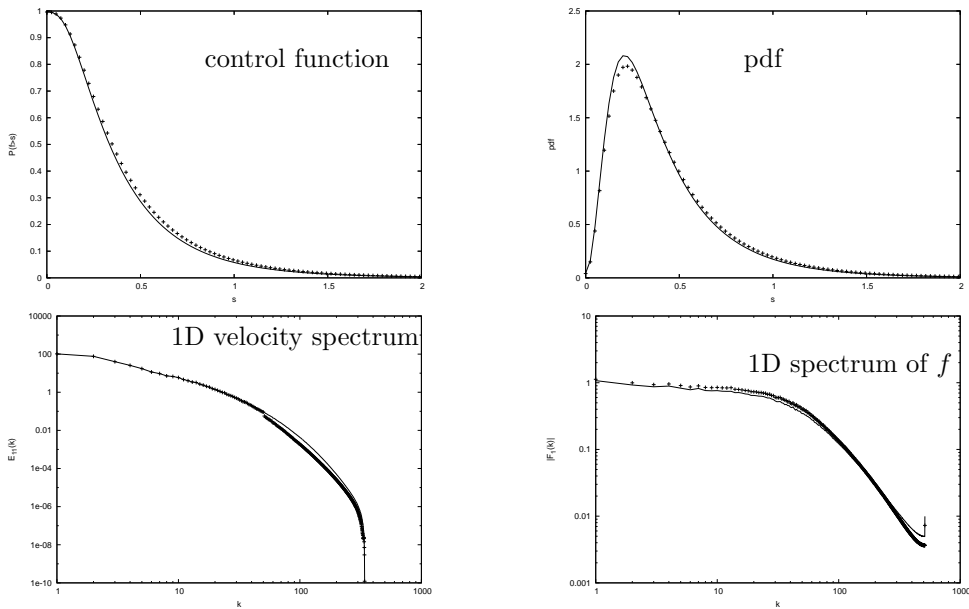 control function
1
0.9
0.8
0.7
0.6
0.5
0.4
0.3
0.2
0.1
0
P(f>s)
0 0.5 1 1.5 2
s
pdf
2.5
2
1.5
1
0.5
0
pdf
0 0.5 1 1.5 2
s
1D velocity spectrum
10000
100
1
0.01
1e-04
1e-06
1e-08
1e-10
E11(k)
1 10 100 1000
k
1D spectrum of f
10
1
0.1
0.01
0.001
|F1(k)|
1 10 100 1000
k